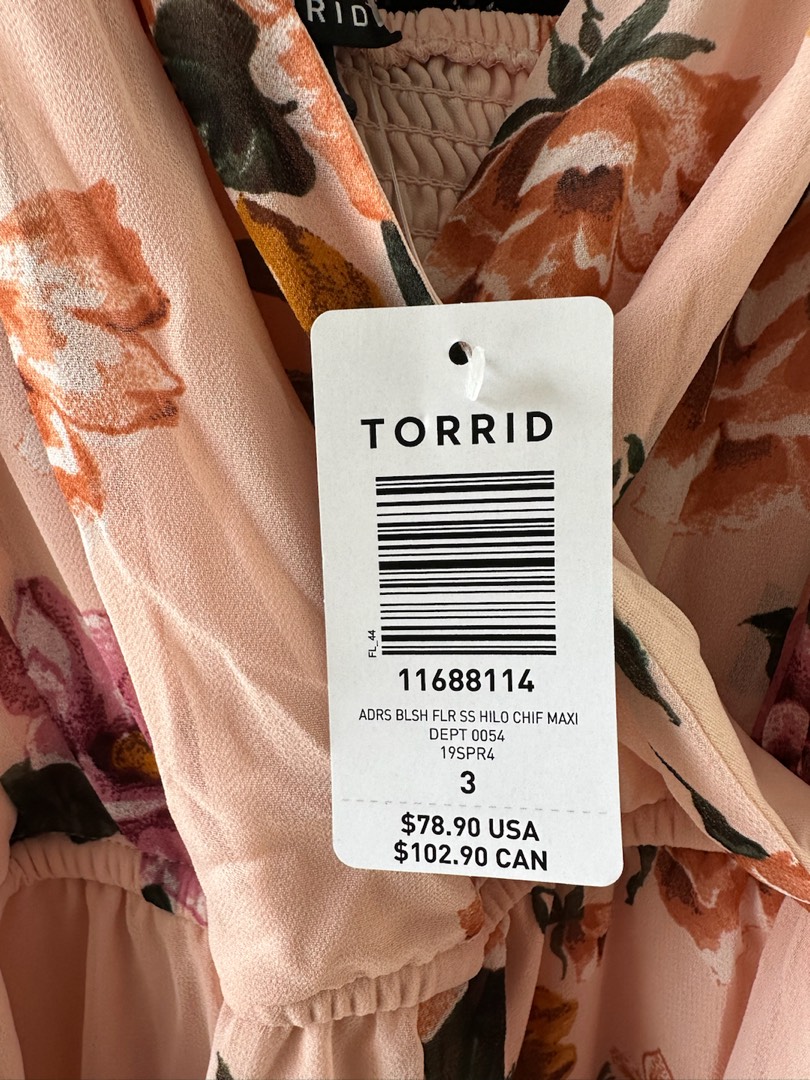 RRID
TORRID
FL_44
11688114
ADRS BLSH FLR SS HILO CHIF MAXI
DEPT 0054
19SPR4
3
$78.90 USA
$102.90 CAN